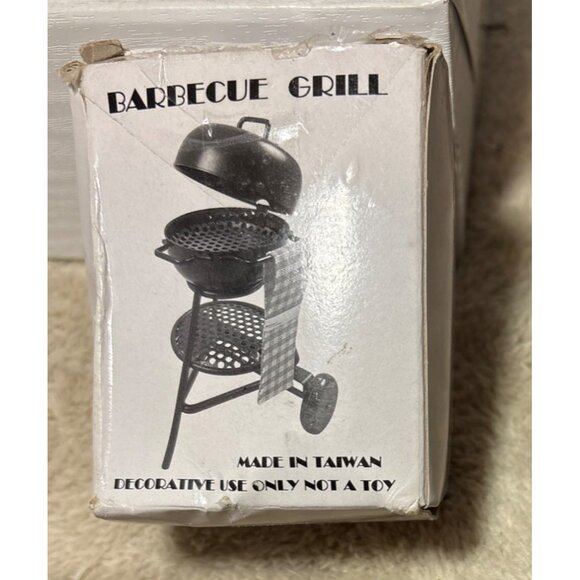 BARBECUE GRILL
MADE IN TAIWAN
DECORATIVE USE ONLY NOT A TOY